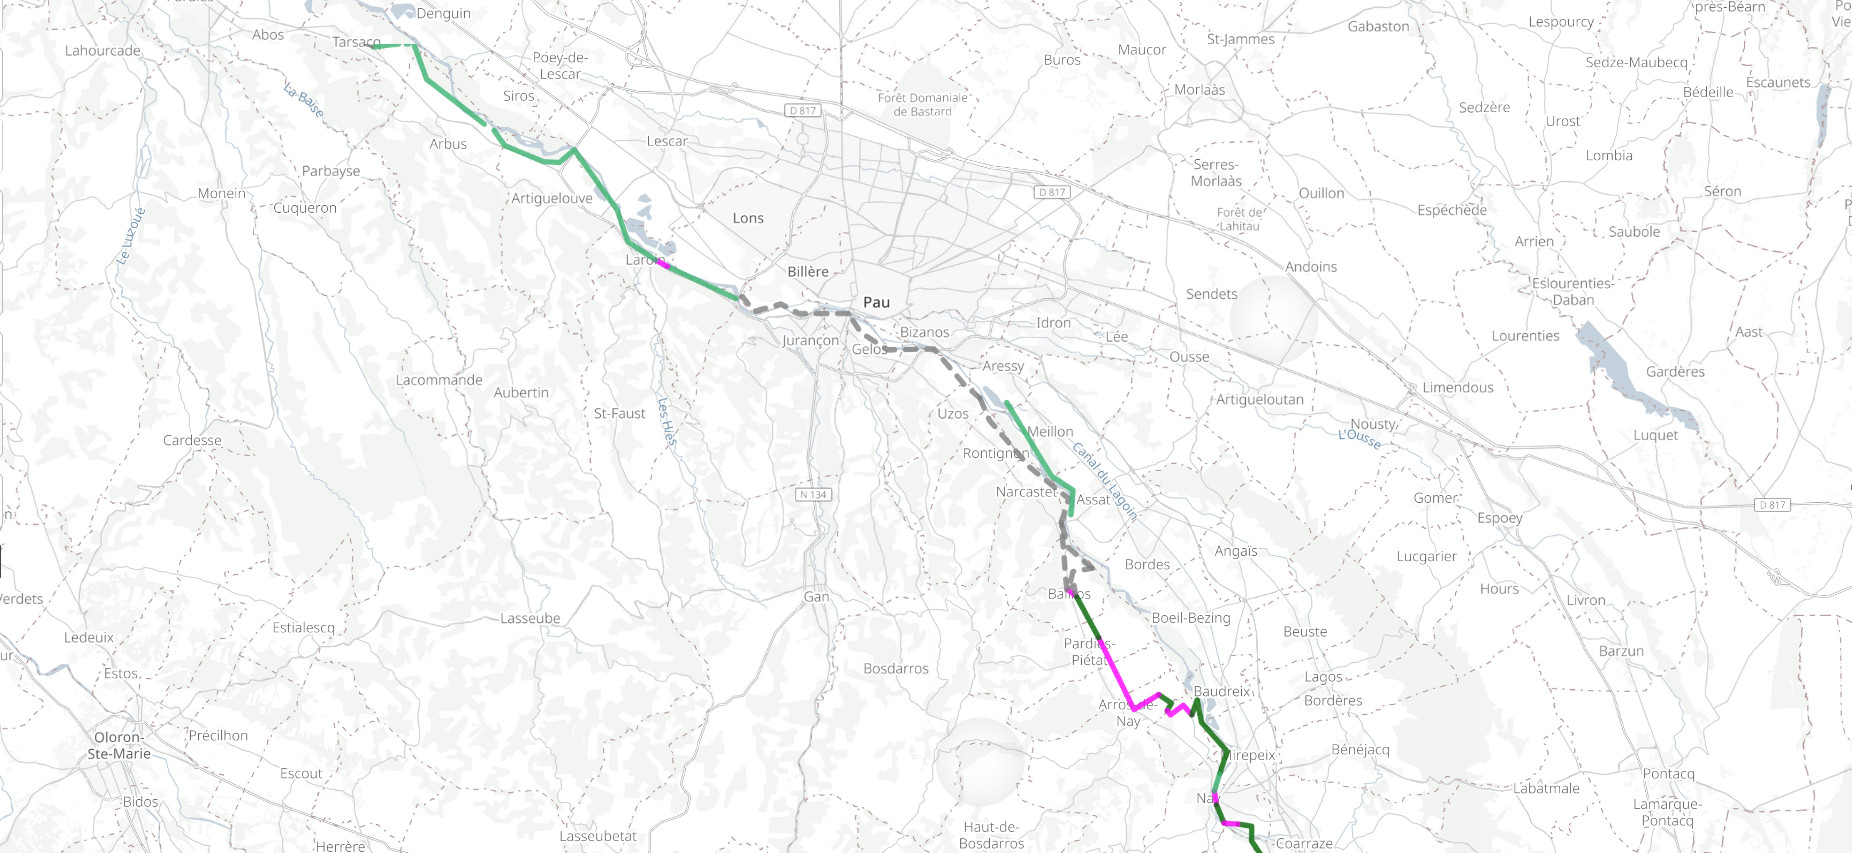 Denguin
près-Béarn
Abos
Tarsacq
Lahourcade
Poey-de-
Lescar
Siros
La Baïse
Arbus
Lescar
D 817
Forêt Domaniale
de Bastard
Buros
Maucor
St-Jammes
Gabaston
Lespourcy
Sedze-Maubecq
Escaunets
Bédeille
Morlaàs
Sedzère
Urost
Lombia
Serres-
Morlaàs
Ouillon
Séron
Parbayse
Monein
Cuqueron
Artiguelouve
Le Luzoué
Lons
D 817
Forêt de
Lahitau
Espéchède
Saubole
Arrien
Laroin
Billère
Pau
Andoins
Sendets
Eslourenties-
Daban
Lourenties
Aast
Jurançon
Gelos
Bizanos
Idron
Lée
Ousse
Aressy
Lacommande
Aubertin
St-Faust
Les Hies
Uzos
Meillon
Artigueloutan
Limendous
Gardères
Nousty
L'Ousse
Luquet
Cardesse
Rontignon
Canal du Lagoin
Narcastet
Assat
N 134
Gomer
Espoey
D 817
Angaïs
Lucgarier
Bordes
Hours
Livron
Verdets
Gan
Baliros
Ledeuix
Estialescq
Lasseube
Boeil-Bezing
Beuste
Barzun
Pardies-
Piétat
Bosdarros
Estos
Lagos
Bordères
Baudreix
Arros-de-
Nay
Oloron-
Ste-Marie
Précilhon
Mirepeix
Bénéjacq
Escout
Pontacq
Labatmale
Bidos
Nay
Lamarque-
Pontacq
Lasseubetat
Haut-de-
Bosdarros
Herrère
Coarraze